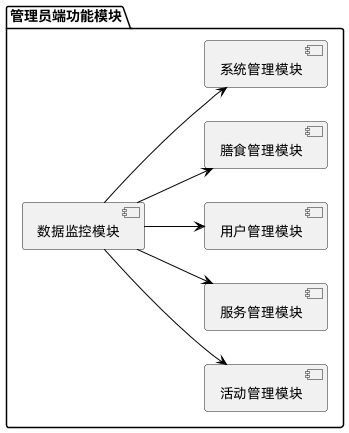 管理员端功能模块
系统管理模块
膳食管理模块
数据监控模块
用户管理模块
服务管理模块
活动管理模块